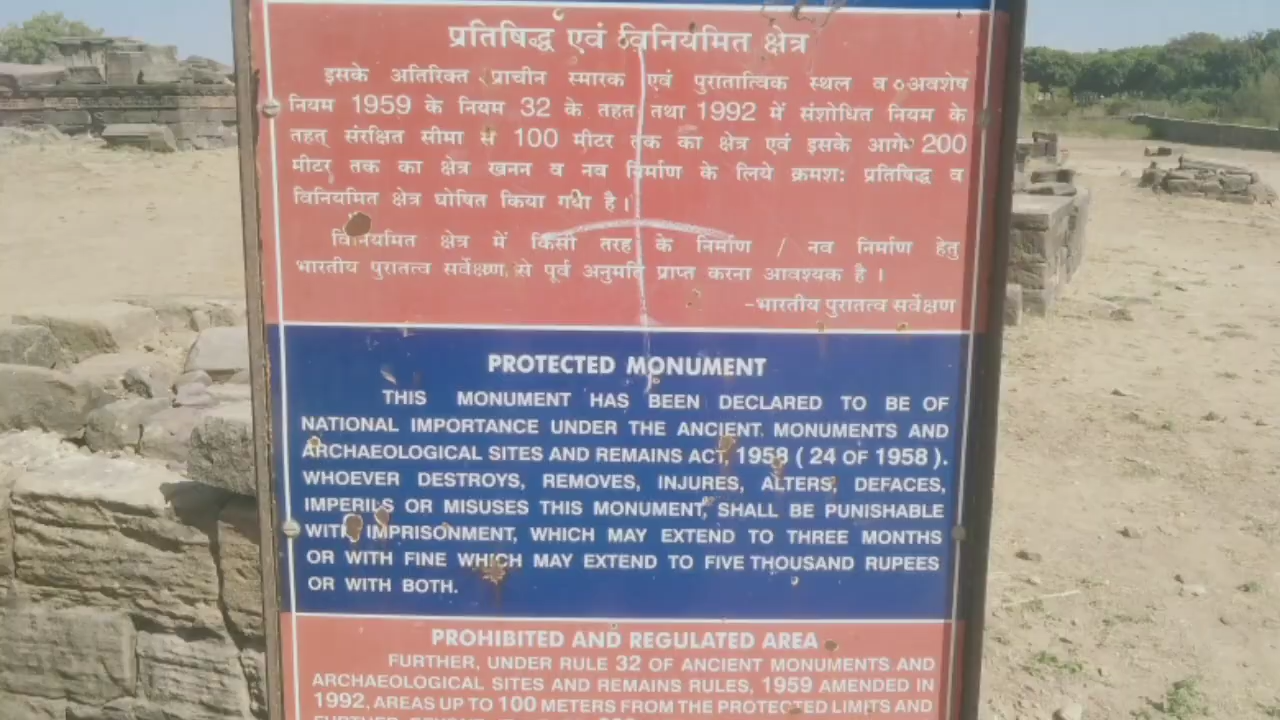 प्रतिषिद्ध एवं विनियमित क्षेत्र
इसके अतिरिक्त प्राचीन स्मारक एवं पुरातात्विक स्थल व अवशेष
नियम 1959 के नियम 32 के तहत तथा 1992 में संशोधित नियम के
तहत् संरक्षित सीमा से 100 मीटर तक का क्षेत्र एवं इसके आगे 200
मीटर तक का क्षेत्र खनन व नव निर्माण के लिये क्रमशः प्रतिषिद्ध व
विनियमित क्षेत्र घोषित किया गया है।
विनियमित क्षेत्र में किसी तरह के निर्माण / नव निर्माण हेतु
भारतीय पुरातत्व सर्वेक्षण से पूर्व अनुमति प्राप्त करना आवश्यक है।
-भारतीय पुरातत्व सर्वेक्षण
PROTECTED MONUMENT
THIS MONUMENT HAS BEEN DECLARED TO BE OF
NATIONAL IMPORTANCE UNDER THE ANCIENT MONUMENTS AND
ARCHAEOLOGICAL SITES AND REMAINS ACT, 1958 ( 24 OF 1958 ).
WHOEVER DESTROYS, REMOVES, INJURES, ALTERS, DEFACES,
IMPERILS OR MISUSES THIS MONUMENT, SHALL BE PUNISHABLE
WITH IMPRISONMENT, WHICH MAY EXTEND TO THREE MONTHS
OR WITH FINE WHICH MAY EXTEND TO FIVE THOUSAND RUPEES
OR WITH BOTH.
PROHIBITED AND REGULATED AREA
FURTHER, UNDER RULE 32 OF ANCIENT MONUMENTS AND
ARCHAEOLOGICAL SITES AND REMAINS RULES, 1959 AMENDED IN
1992, AREAS UP TO 100 METERS FROM THE PROTECTED LIMITS AND